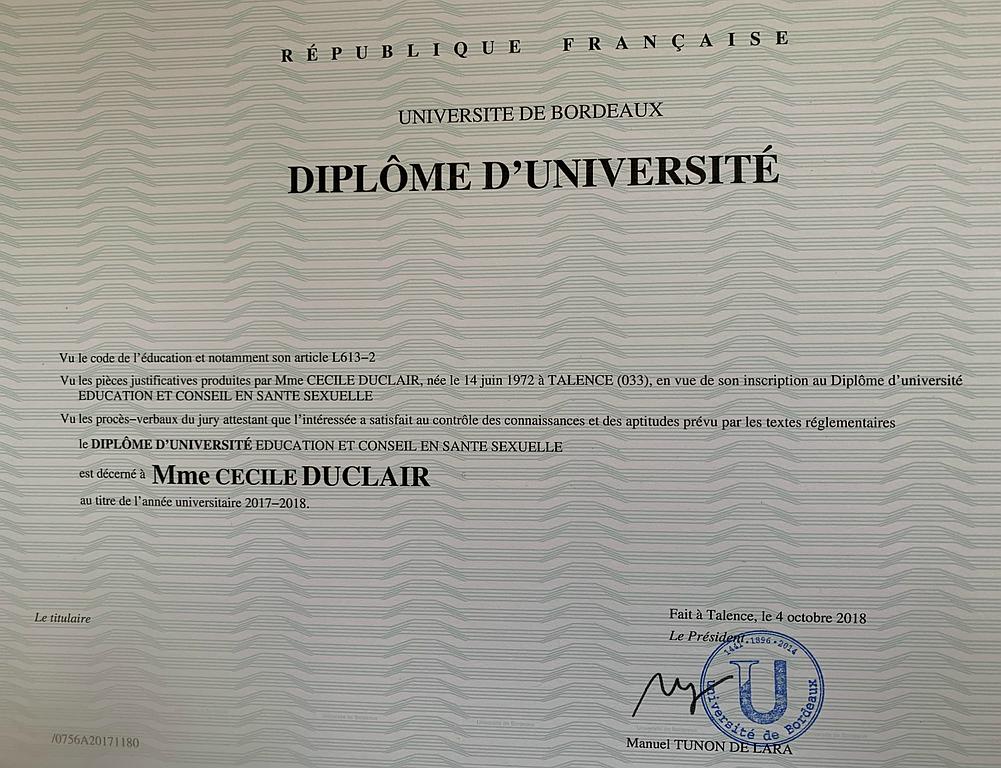 RÉPUBLIQUE FRANÇAISE
UNIVERSITE DE BORDEAUX
DIPLÔME D'UNIVERSITÉ
Vu le code de l'éducation et notamment son article L613–2
Vu les pièces justificatives produites par Mme CECILE DUCLAIR, née le 14 juin 1972 à TALENCE (033), en vue de son inscription au Diplôme d'université
EDUCATION ET CONSEIL EN SANTE SEXUELLE
Vu les procès–verbaux du jury attestant que l'intéressée a satisfait au contrôle des connaissances et des aptitudes prévu par les textes réglementaires
le DIPLÔME D'UNIVERSITÉ EDUCATION ET CONSEIL EN SANTE SEXUELLE
est décerné à Mme CECILE DUCLAIR
au titre de l'année universitaire 2017–2018.
Le titulaire
Fait à Talence, le 4 octobre 2018
Le Président
1441·1896·2014
U
Université de Bordeaux
Manuel TUNON DE LARA
/0756A20171180